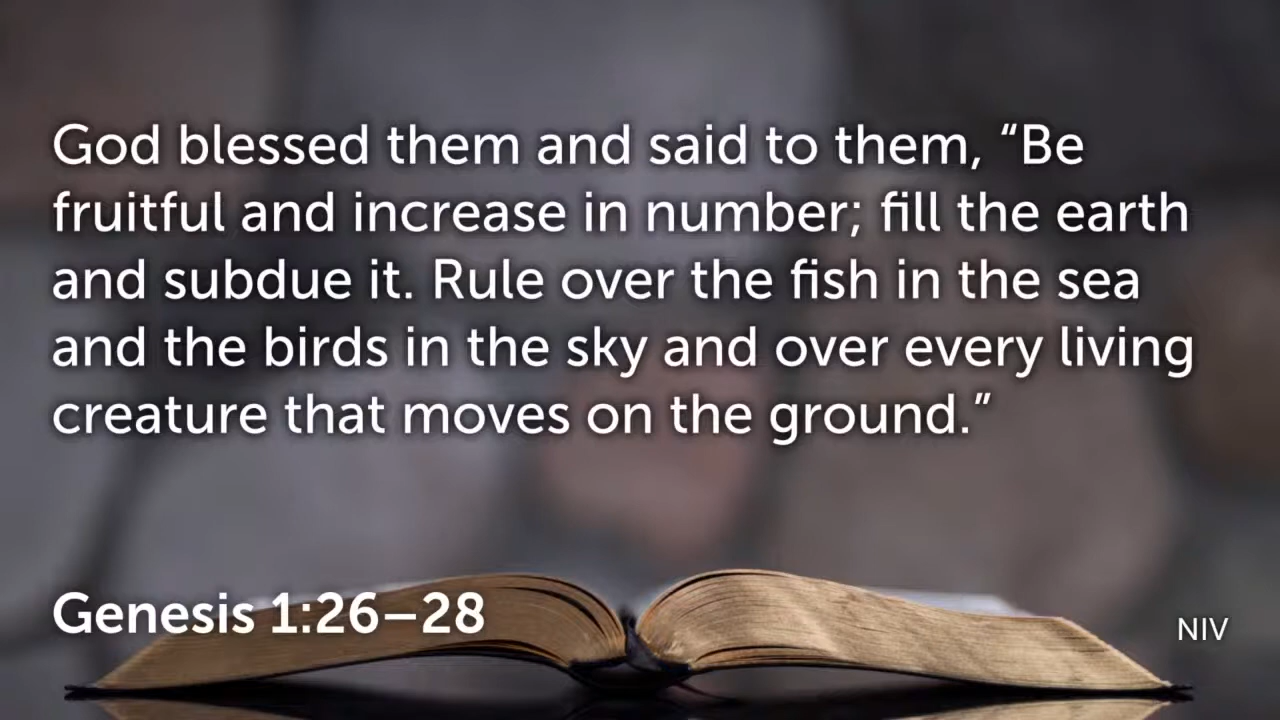 God blessed them and said to them, “Be
fruitful and increase in number; fill the earth
and subdue it. Rule over the fish in the sea
and the birds in the sky and over every living
creature that moves on the ground.”
Genesis 1:26–28
NIV